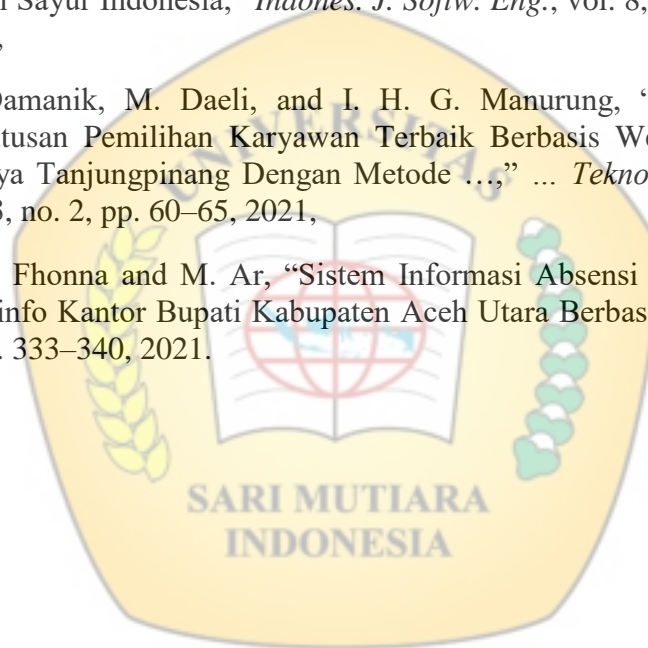 Sayur Indonesia," Indones. J. Softw. Eng., vol. 8,
,
Damanik, M. Daeli, and I. H. G. Manurung, "
tusan Pemilihan Karyawan Terbaik Berbasis We
ya Tanjungpinang Dengan Metode …," ... Tekno
3, no. 2, pp. 60–65, 2021,
Fhonna and M. Ar, "Sistem Informasi Absensi
info Kantor Bupati Kabupaten Aceh Utara Berbas
. 333–340, 2021.
UNIVERSITAS
SARI MUTIARA
INDONESIA